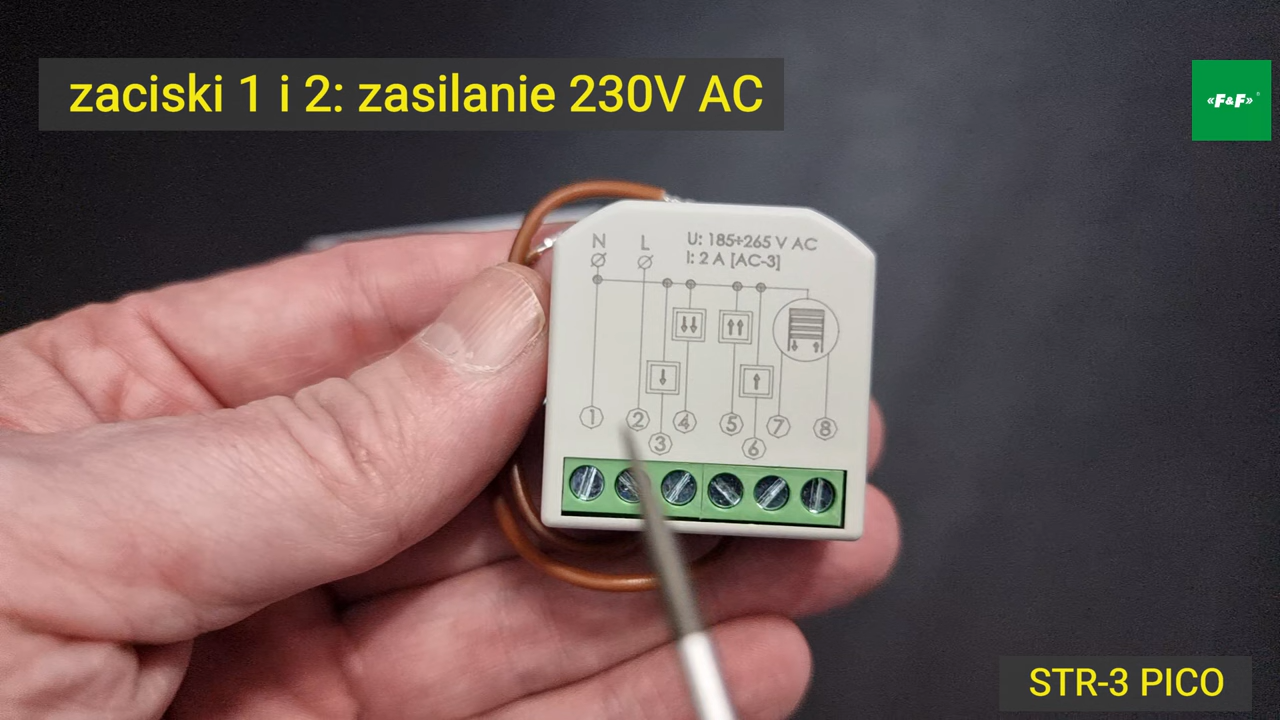 zaciski 1 i 2: zasilanie 230V AC
«F&F»®
N L U: 185÷265 V AC
I: 2 A [AC-3]
1 2 4 5 7 8
3 6
STR-3 PICO